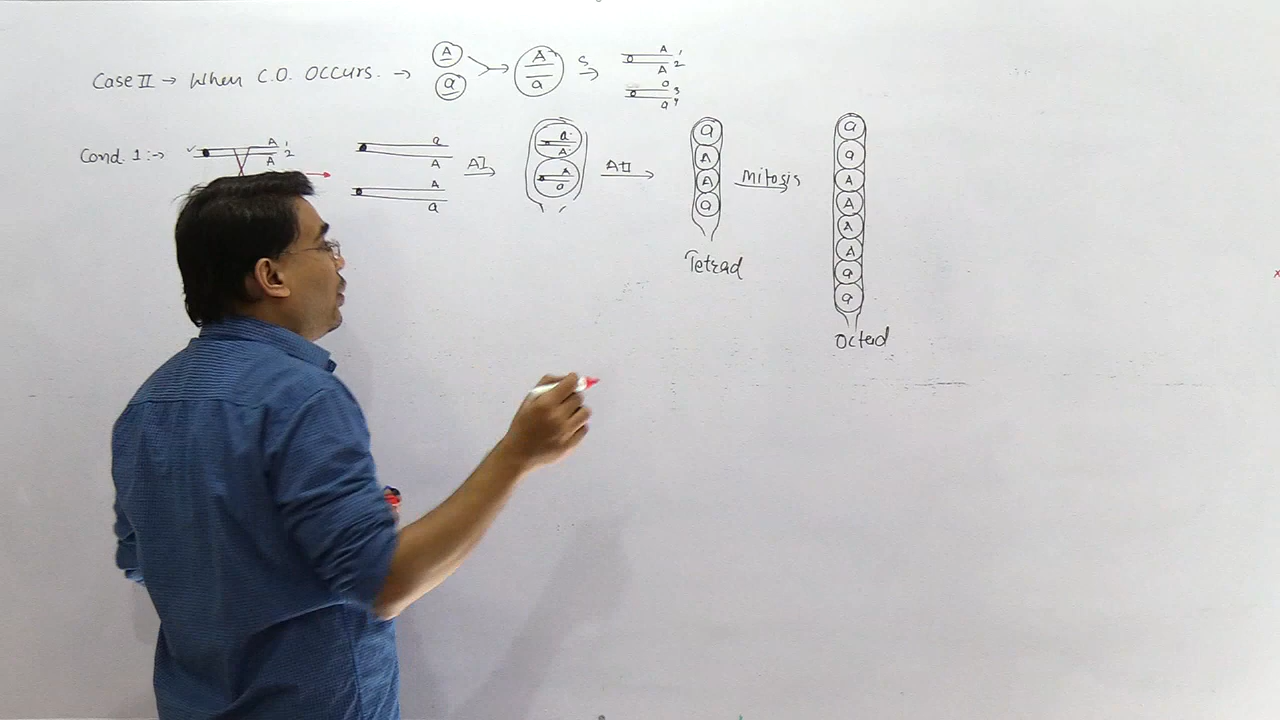 Case II → When C.O. occurs. → A a → A a S → A 1 A 2 a 3 a 4
Cond. 1:→ A 1 A 2
a A A a
AI →
a A A a
AII →
a A A a
Tetrad
Mitosis →
a a A A A A a a
Octad